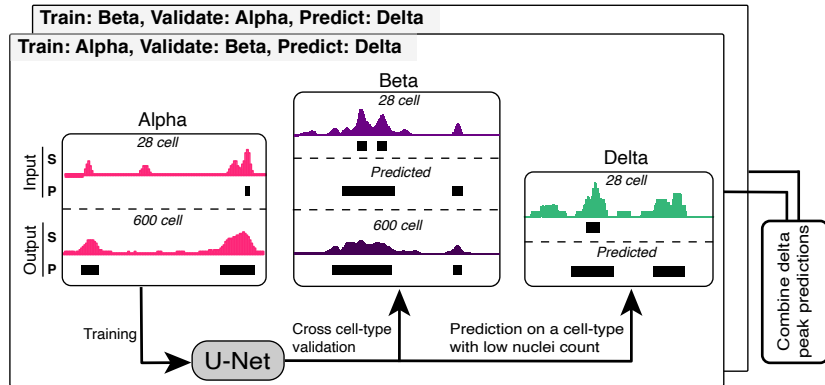 Train: Beta, Validate: Alpha, Predict: Delta
Train: Alpha, Validate: Beta, Predict: Delta
Alpha
28 cell
Input
S
P
600 cell
Output
S
P
Beta
28 cell
Predicted
600 cell
Delta
28 cell
Predicted
Training
U-Net
Cross cell-type
validation
Prediction on a cell-type
with low nuclei count
Combine delta
peak predictions